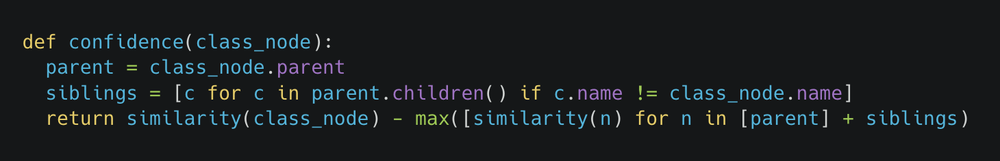 def confidence(class_node):
  parent = class_node.parent
  siblings = [c for c in parent.children() if c.name != class_node.name]
  return similarity(class_node) - max([similarity(n) for n in [parent] + siblings)